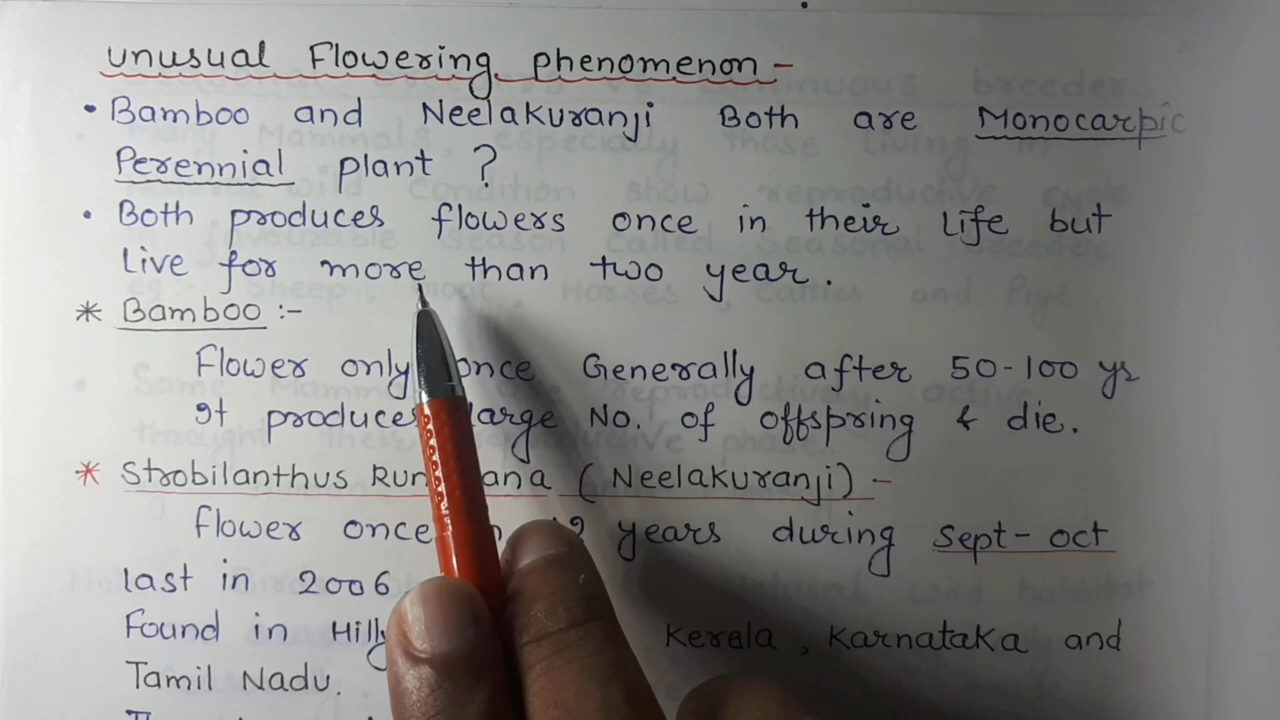 unusual Flowering phenomenon -
• Bamboo and Neelakuranji Both are Monocarpic
Perennial plant ?
• Both produces flowers once in their life but
Live for more than two year.
* Bamboo :-
Flower only once Generally after 50-100 yr
It produces large No. of offspring & die.
* Strobilanthus (Neelakuranji) -
flower once years during Sept-oct
last in 2006
Found in Hilly Kerala, Karnataka and
Tamil Nadu.